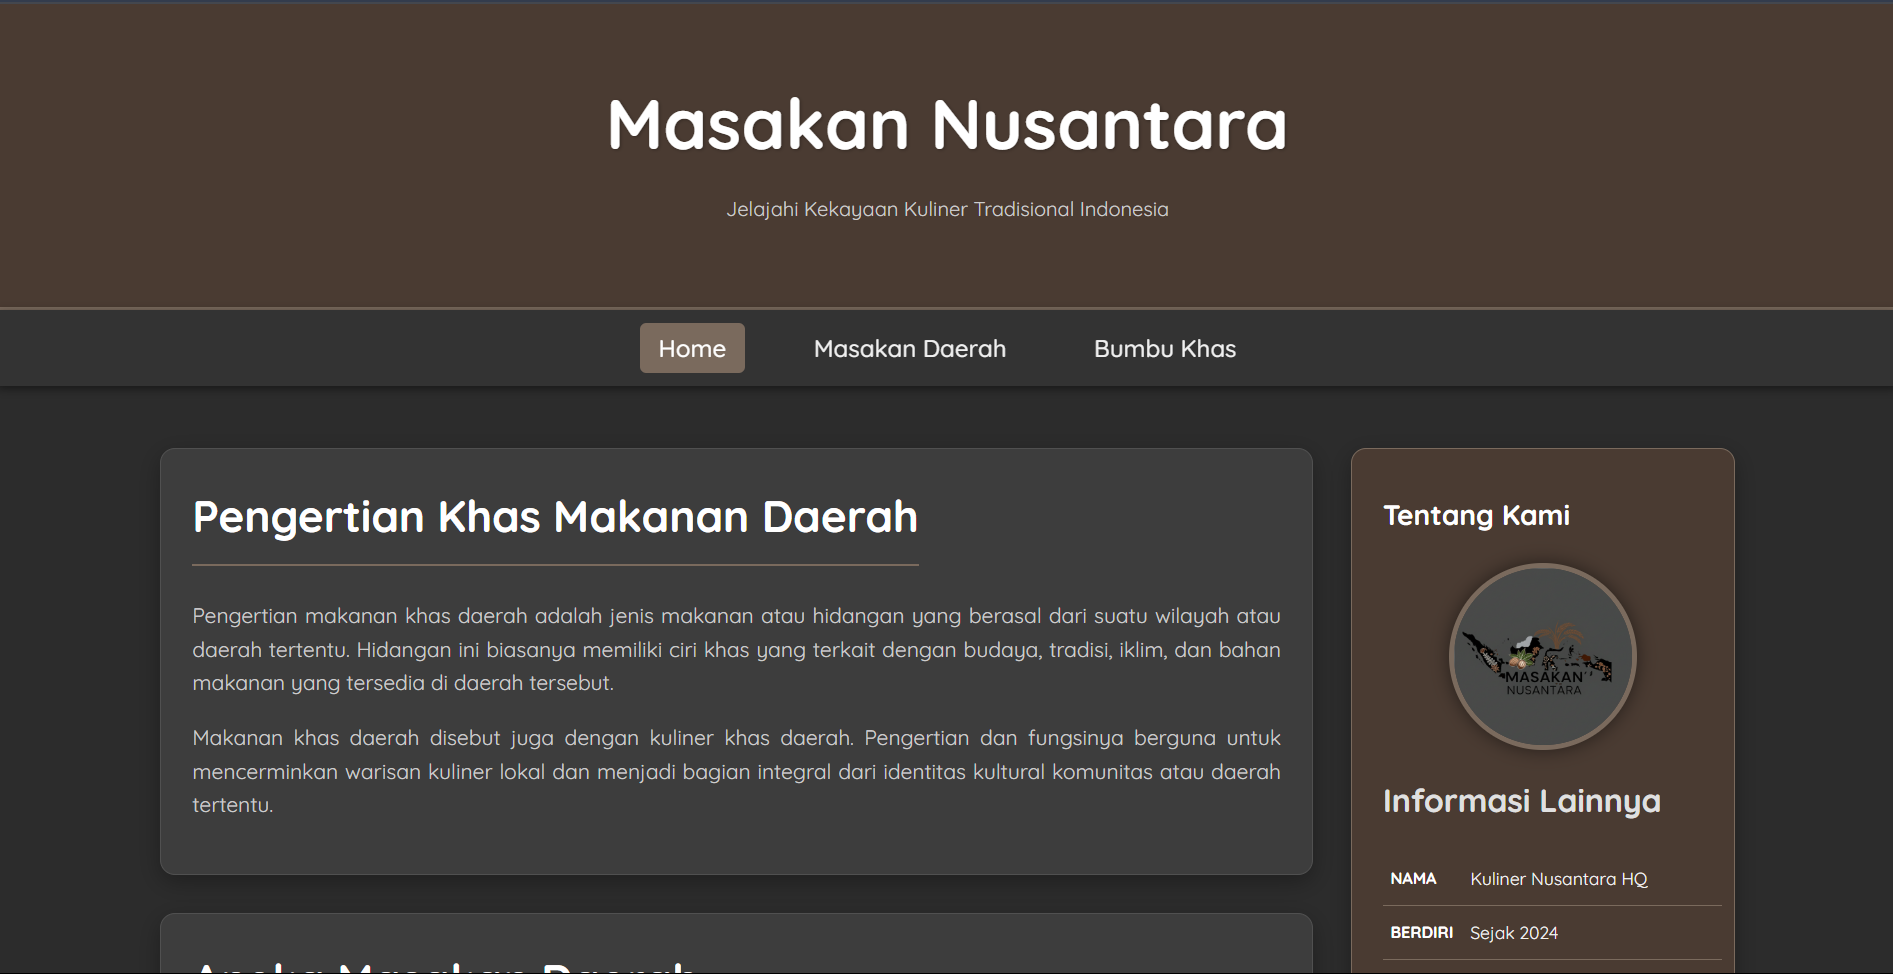 Masakan Nusantara
Jelajahi Kekayaan Kuliner Tradisional Indonesia
Home
Masakan Daerah
Bumbu Khas
Pengertian Khas Makanan Daerah
Pengertian makanan khas daerah adalah jenis makanan atau hidangan yang berasal dari suatu wilayah atau
daerah tertentu. Hidangan ini biasanya memiliki ciri khas yang terkait dengan budaya, tradisi, iklim, dan bahan
makanan yang tersedia di daerah tersebut.
Makanan khas daerah disebut juga dengan kuliner khas daerah. Pengertian dan fungsinya berguna untuk
mencerminkan warisan kuliner lokal dan menjadi bagian integral dari identitas kultural komunitas atau daerah
tertentu.
Aneka Masakan Daerah
Tentang Kami
MASAKAN
NUSANTARA
Informasi Lainnya
NAMA Kuliner Nusantara HQ
BERDIRI Sejak 2024